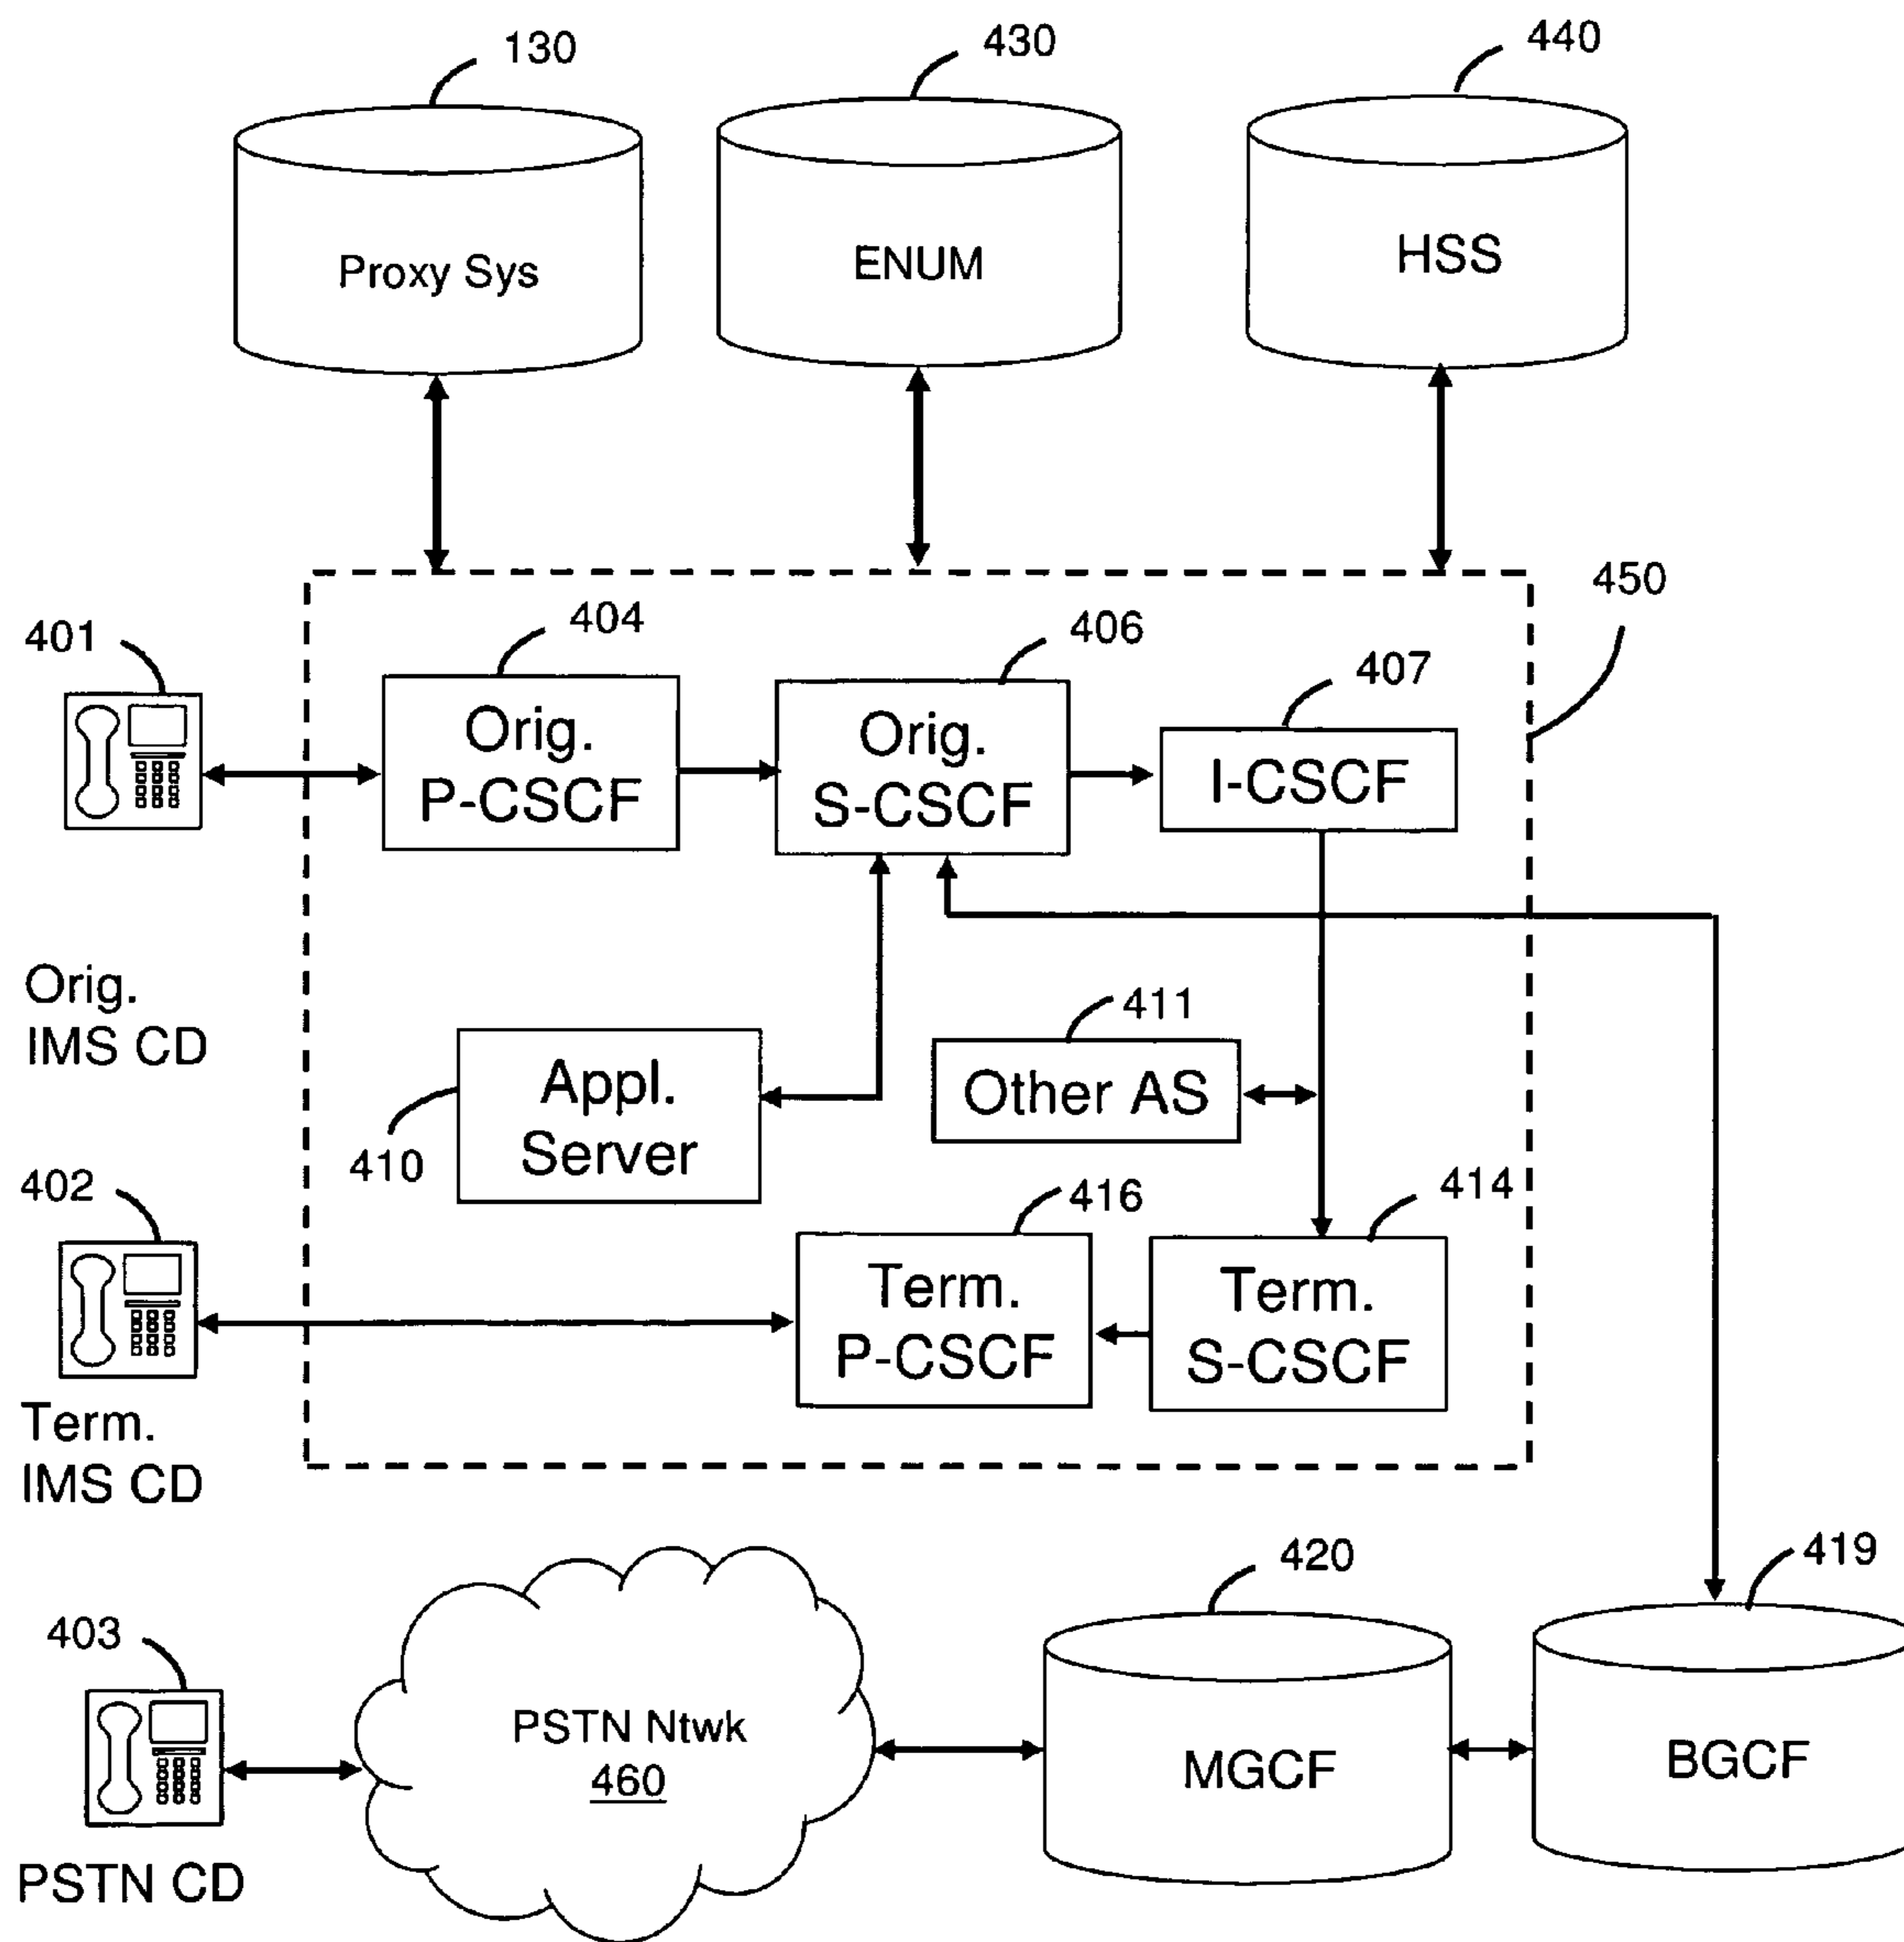 130
430
440
Proxy Sys
ENUM
HSS
450
401
404
406
407
Orig.
P-CSCF
Orig.
S-CSCF
I-CSCF
Orig.
IMS CD
411
Other AS
Appl.
Server
410
402
416
414
Term.
P-CSCF
Term.
S-CSCF
Term.
IMS CD
420
419
403
PSTN Ntwk
460
MGCF
BGCF
PSTN CD